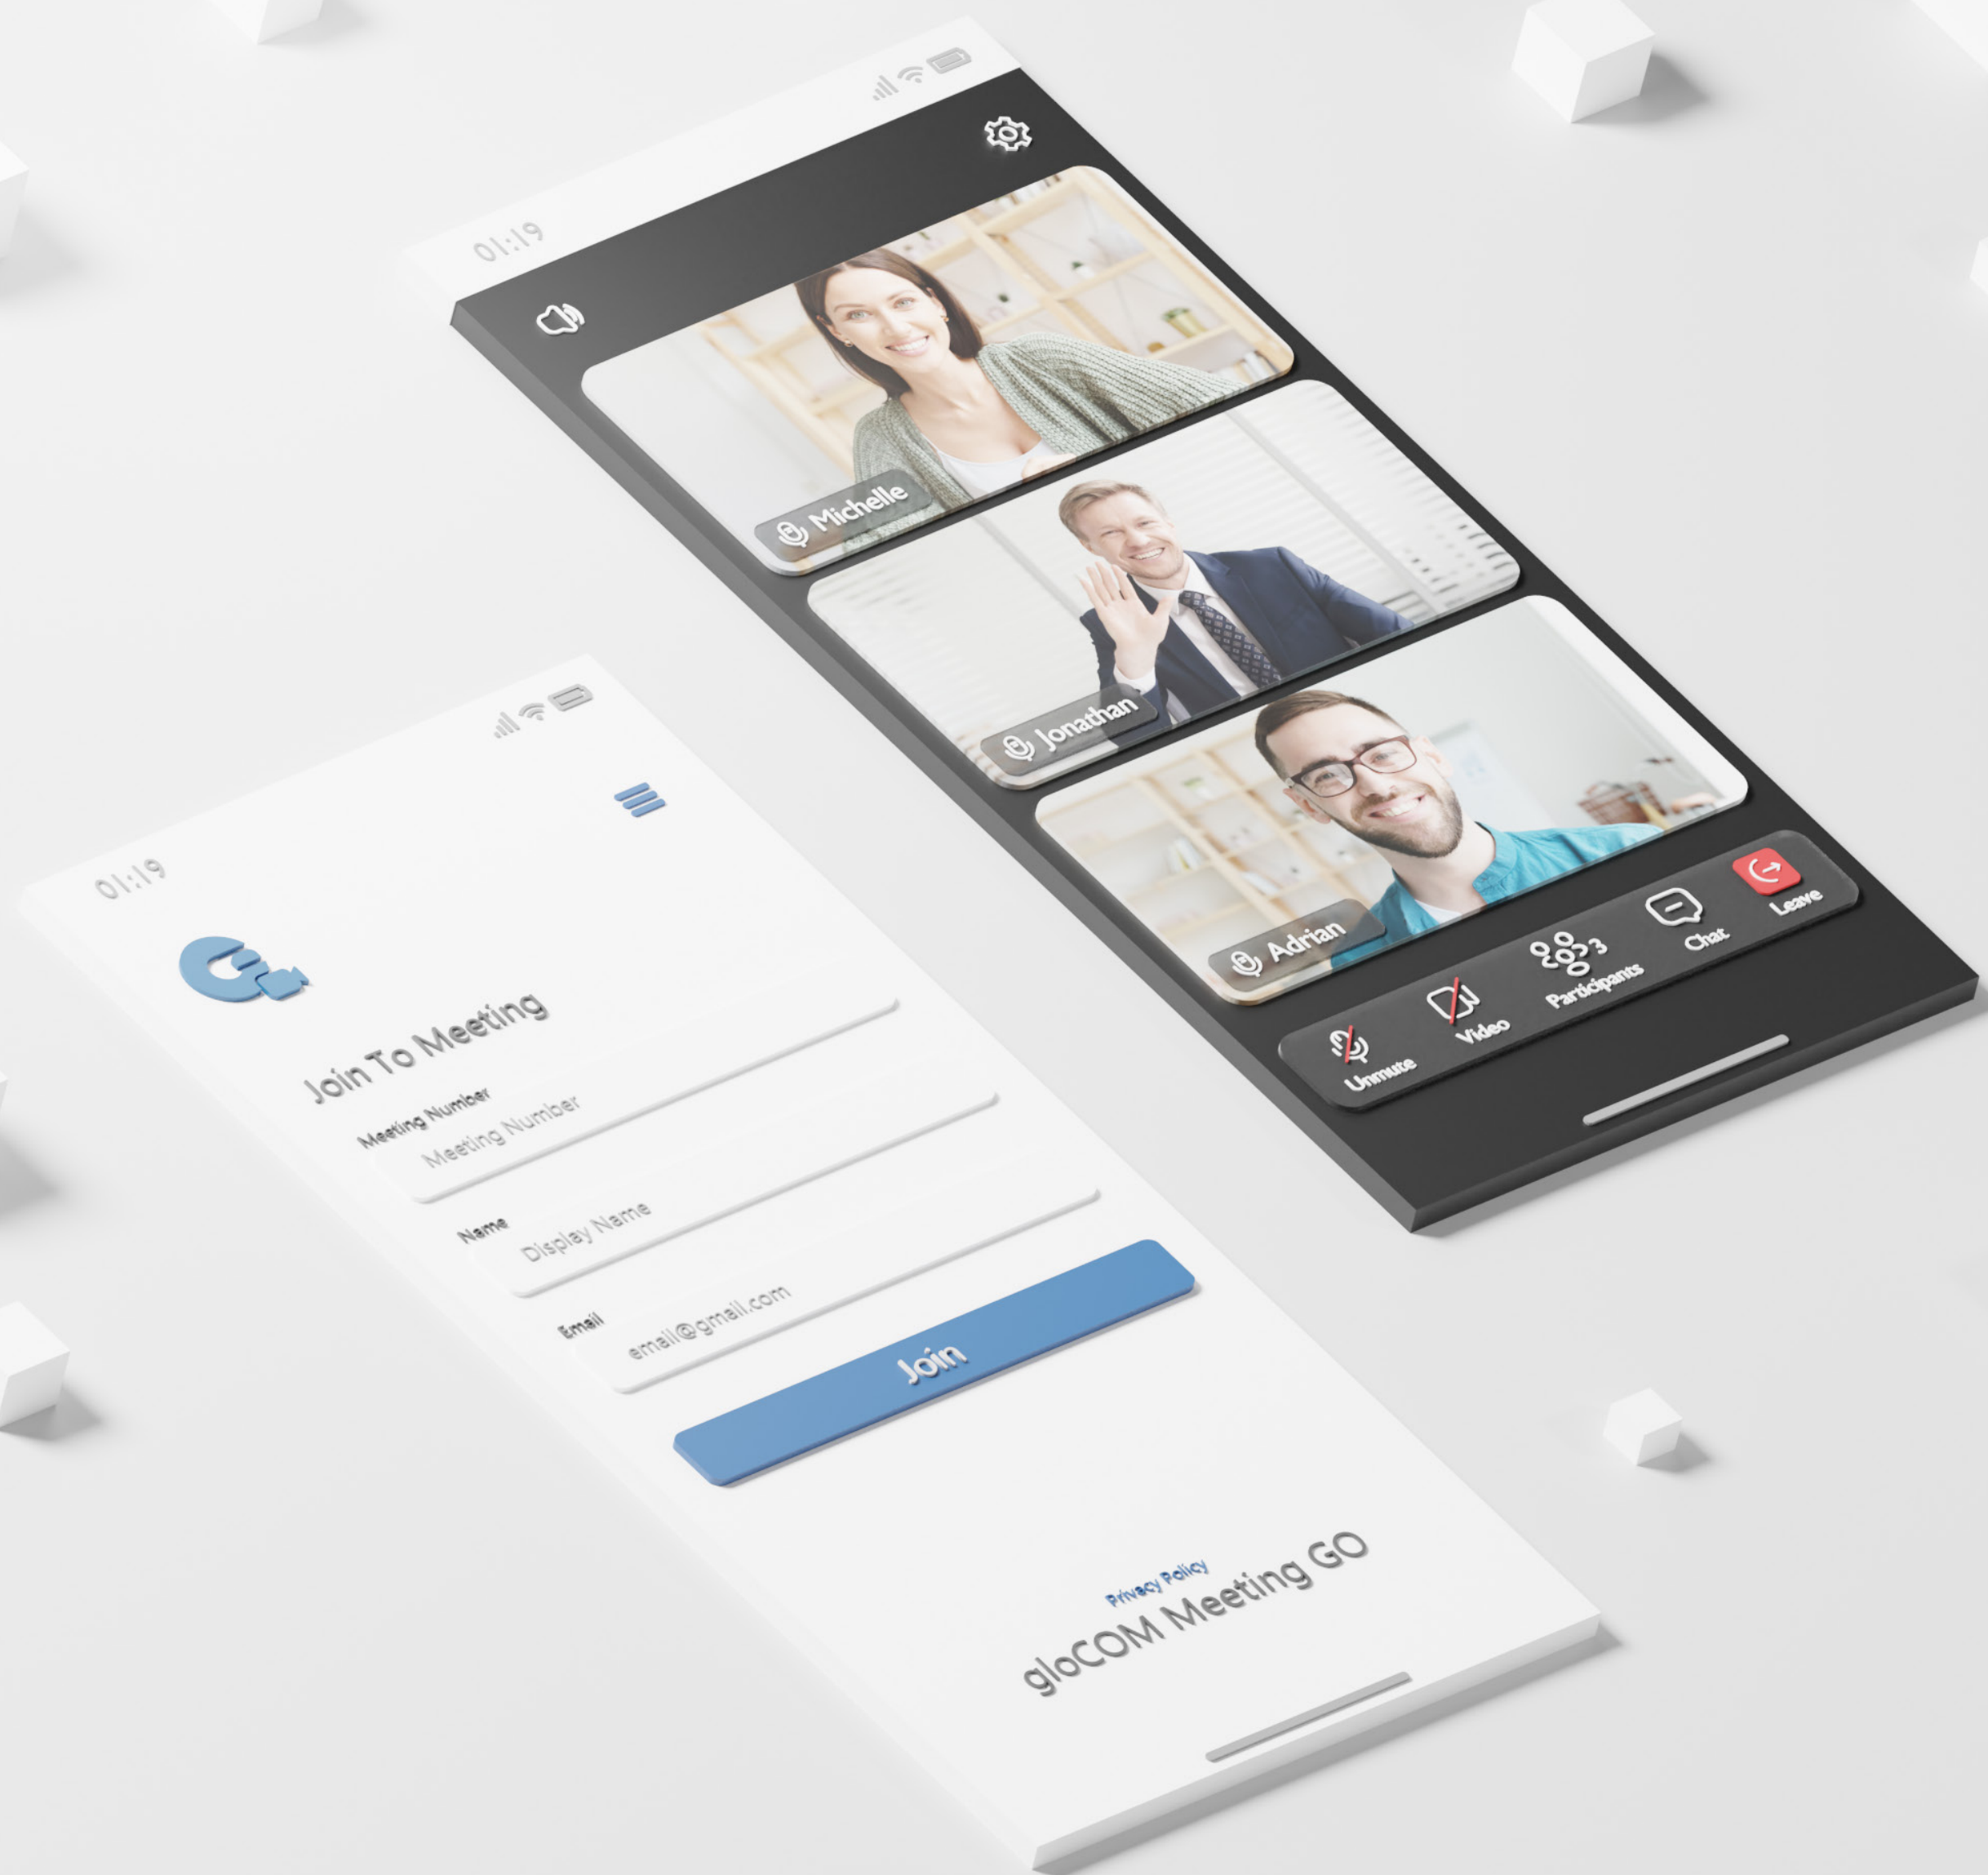 01:19
Michelle
Jonathan
Adrian
Unmute
Video
3
Participants
Chat
Leave
01:19
Join To Meeting
Meeting Number
Meeting Number
Name
Display Name
Email
email@gmail.com
Join
Privacy Policy
gloCOM Meeting GO